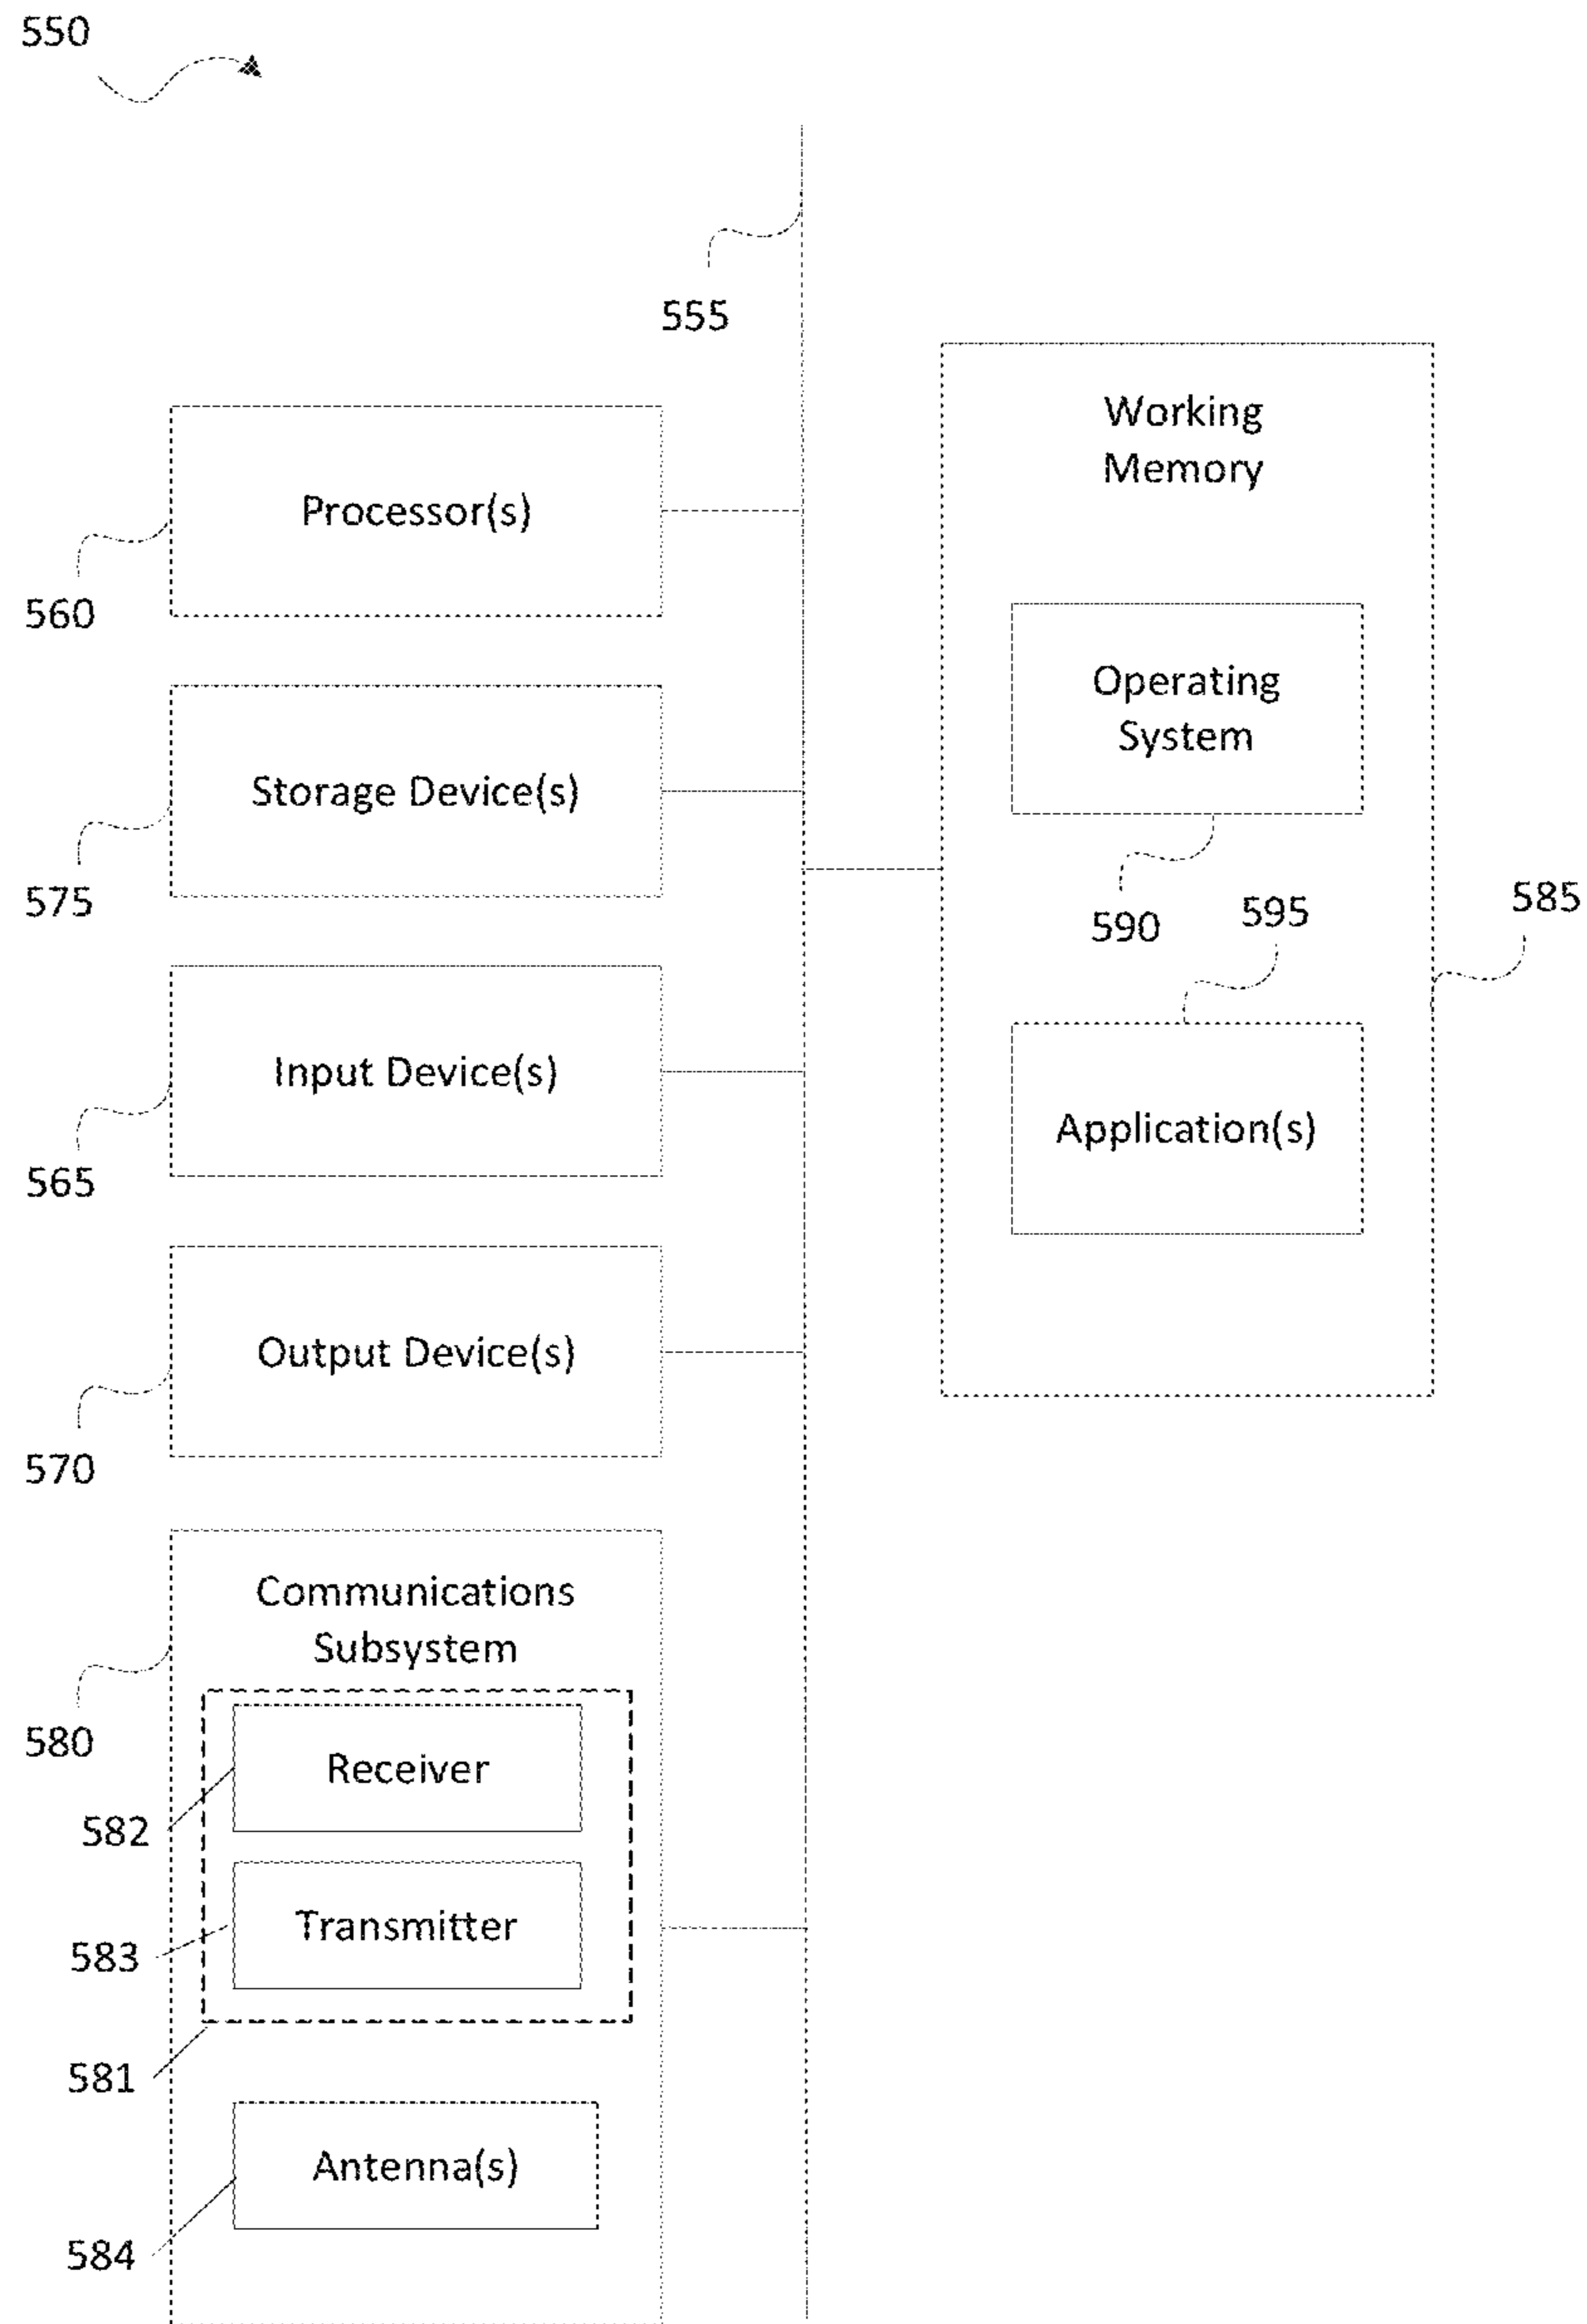 550
555
Working
Memory
Processor(s)
560
Operating
System
Storage Device(s)
575
590
595
585
Input Device(s)
565
Application(s)
Output Device(s)
570
Communications
Subsystem
580
Receiver
582
Transmitter
583
581
Antenna(s)
584